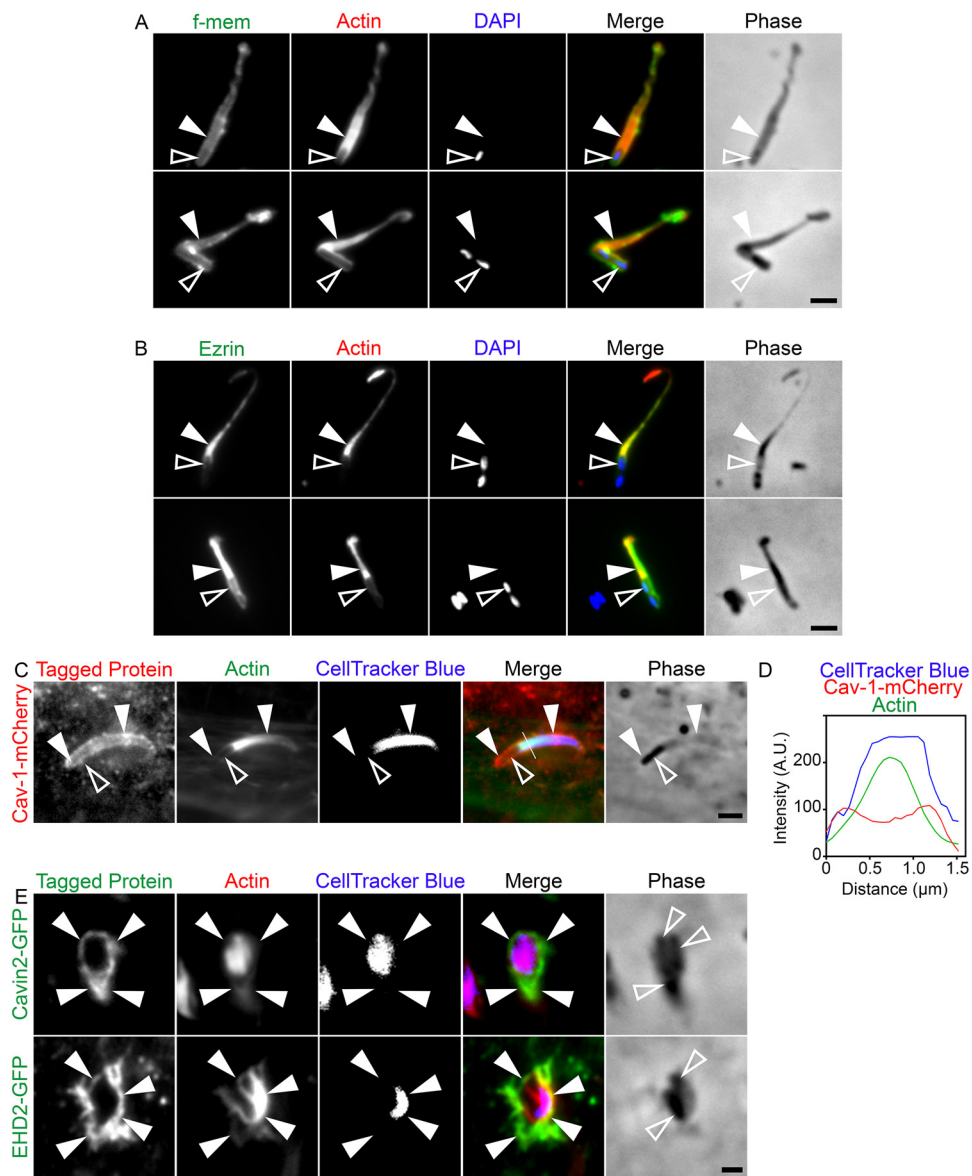 A f-mem Actin DAPI Merge Phase
B Ezrin Actin DAPI Merge Phase
C Tagged Protein Actin CellTracker Blue Merge Phase
Cav-1-mCherry
D CellTracker Blue
Cav-1-mCherry
Actin
Intensity (A.U.)
200
100
0
0 0.5 1.0 1.5
Distance (μm)
E Tagged Protein Actin CellTracker Blue Merge Phase
Cavin2-GFP
EHD2-GFP